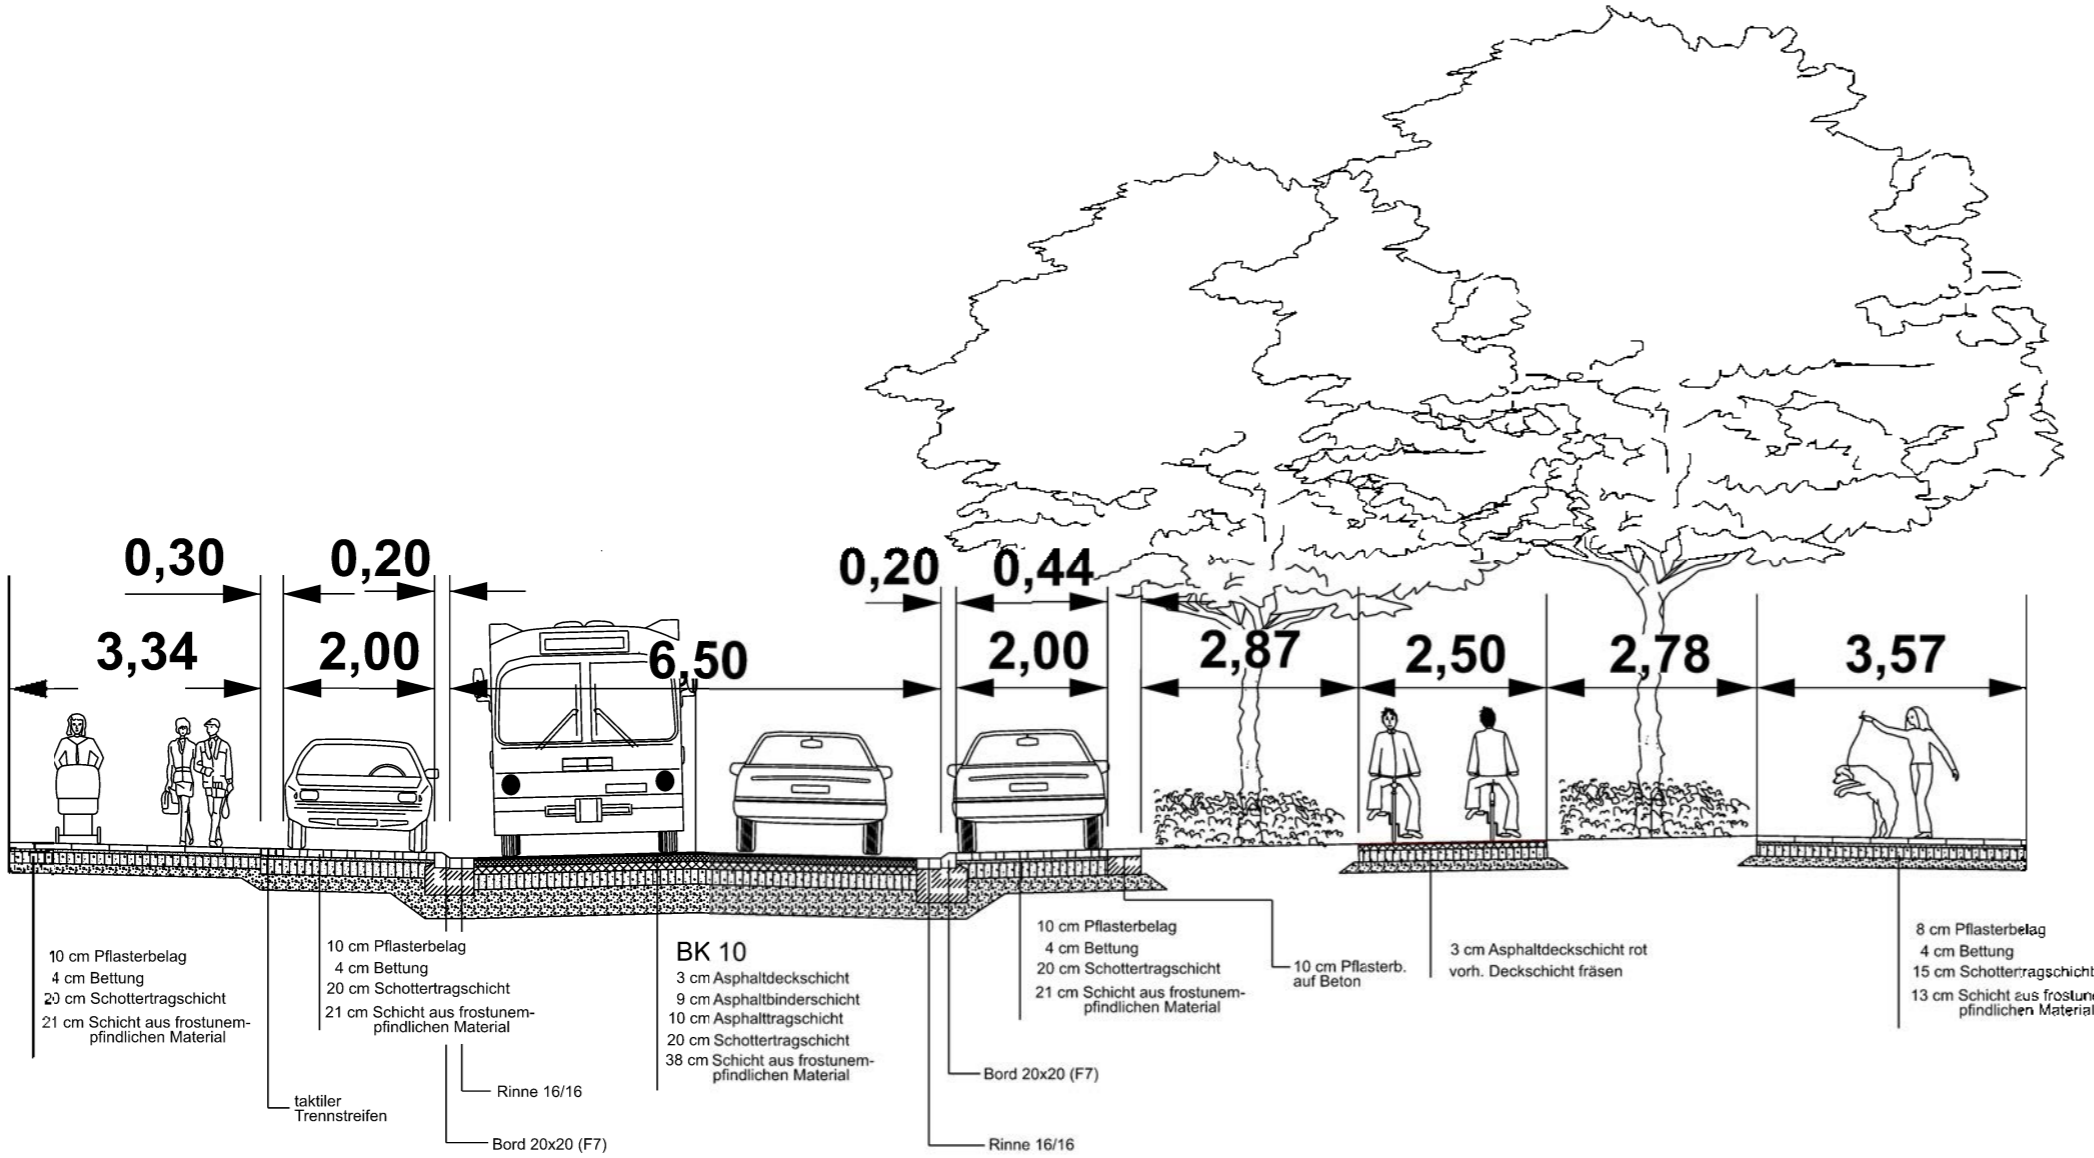 0,30
0,20
0,20
0,44
3,34
2,00
6,50
2,00
2,87
2,50
2,78
3,57
10 cm Pflasterbelag
4 cm Bettung
20 cm Schottertragschicht
21 cm Schicht aus frostunem-
pfindlichen Material
taktiler
Trennstreifen
10 cm Pflasterbelag
4 cm Bettung
20 cm Schottertragschicht
21 cm Schicht aus frostunem-
pfindlichen Material
Rinne 16/16
Bord 20x20 (F7)
BK 10
3 cm Asphaltdeckschicht
9 cm Asphaltbinderschicht
10 cm Asphalttragschicht
20 cm Schottertragschicht
38 cm Schicht aus frostunem-
pfindlichen Material
10 cm Pflasterbelag
4 cm Bettung
20 cm Schottertragschicht
21 cm Schicht aus frostunem-
pfindlichen Material
Bord 20x20 (F7)
Rinne 16/16
10 cm Pflasterb.
auf Beton
3 cm Asphaltdeckschicht rot
vorh. Deckschicht fräsen
8 cm Pflasterbelag
4 cm Bettung
15 cm Schottertragschicht
13 cm Schicht aus frostune
pfindlichen Material